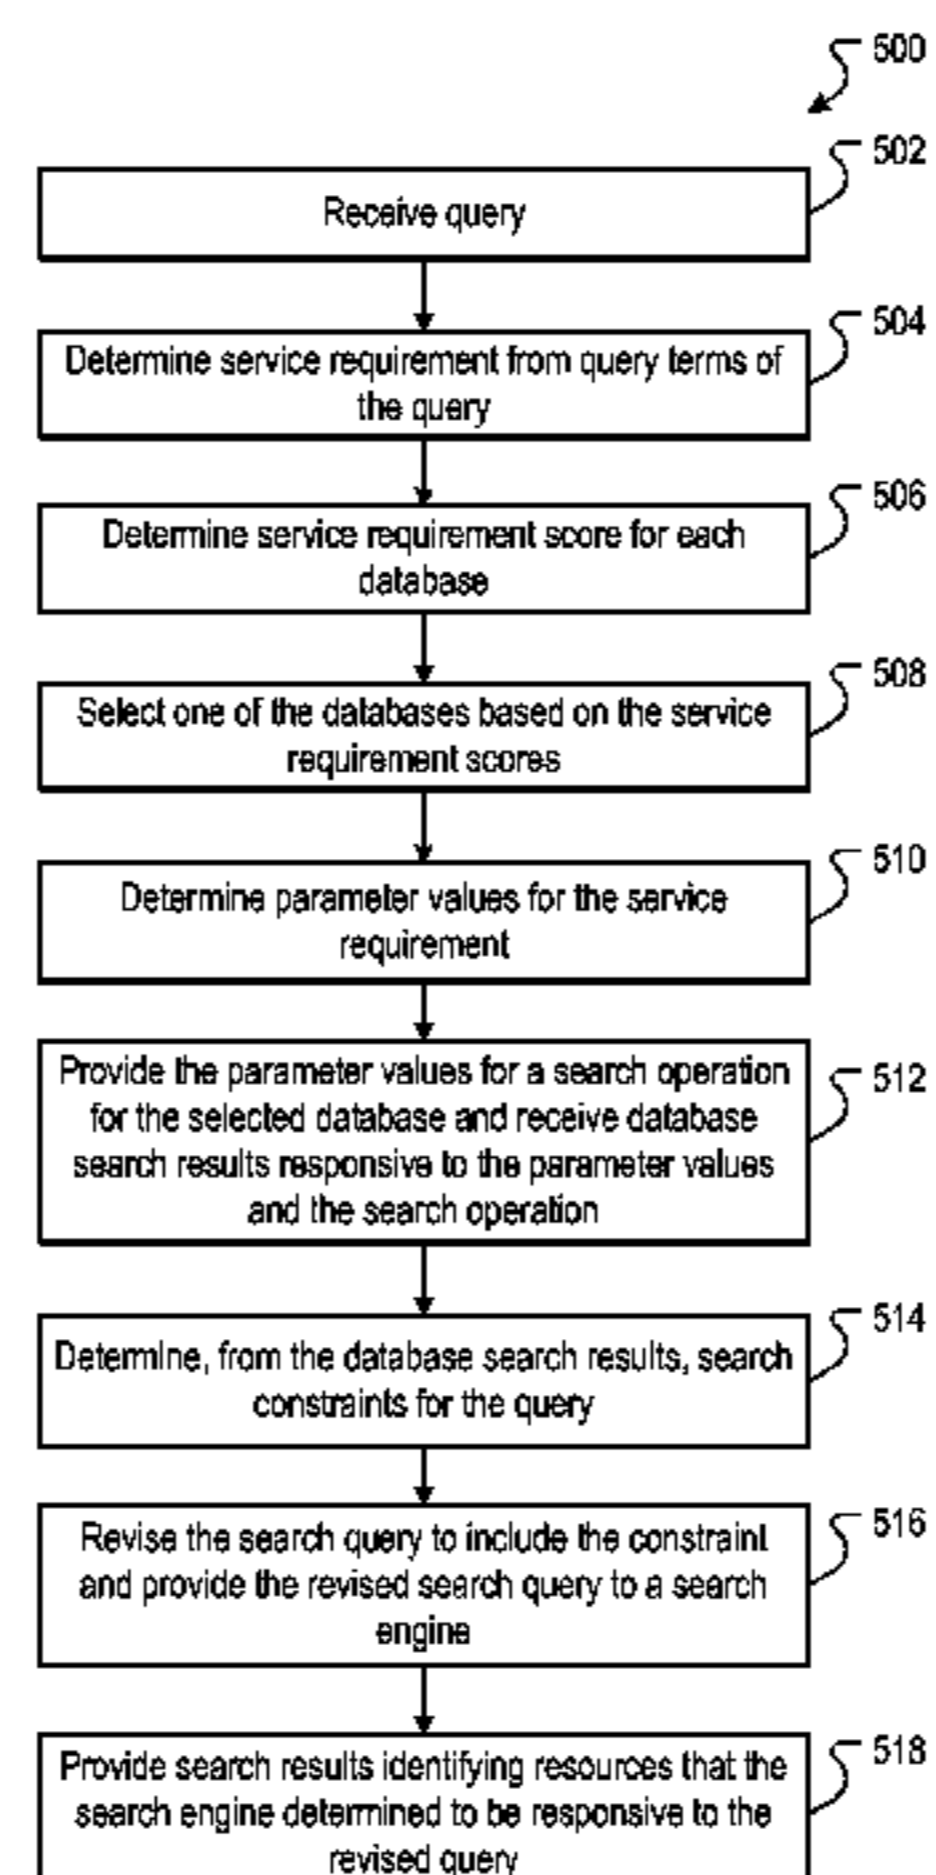 500
502
Receive query
504
Determine service requirement from query terms of
the query
506
Determine service requirement score for each
database
508
Select one of the databases based on the service
requirement scores
510
Determine parameter values for the service
requirement
512
Provide the parameter values for a search operation
for the selected database and receive database
search results responsive to the parameter values
and the search operation
514
Determine, from the database search results, search
constraints for the query
516
Revise the search query to include the constraint
and provide the revised search query to a search
engine
518
Provide search results identifying resources that the
search engine determined to be responsive to the
revised query